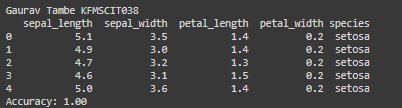 Gaurav Tambe KFMSCIT038
sepal_length sepal_width petal_length petal_width species
0 5.1 3.5 1.4 0.2 setosa
1 4.9 3.0 1.4 0.2 setosa
2 4.7 3.2 1.3 0.2 setosa
3 4.6 3.1 1.5 0.2 setosa
4 5.0 3.6 1.4 0.2 setosa
Accuracy: 1.00